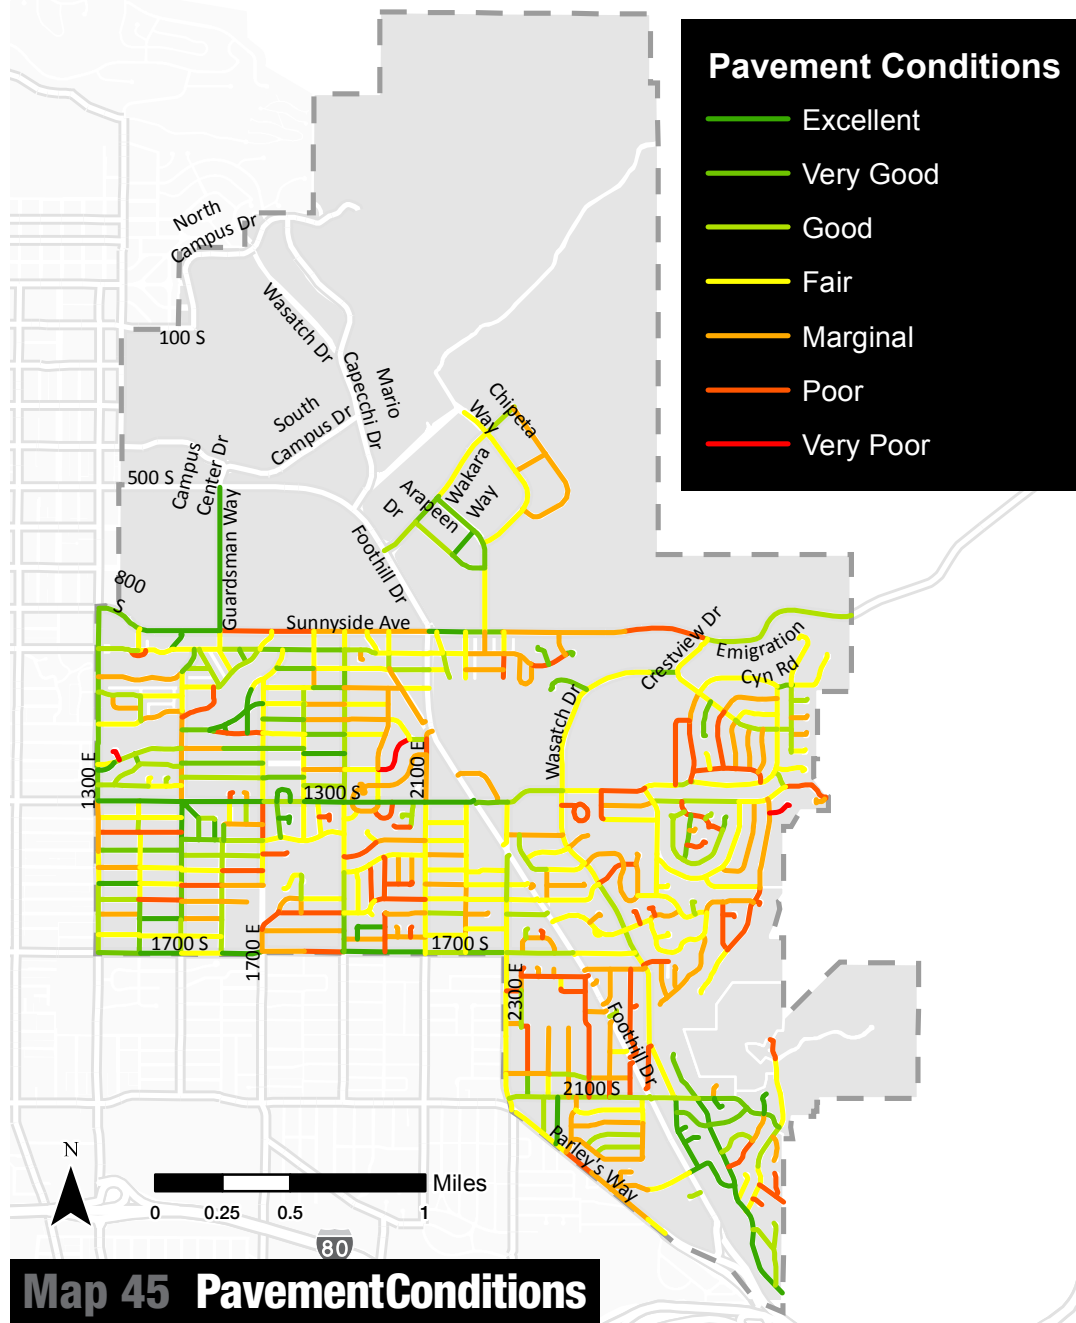 Pavement Conditions
Excellent
Very Good
Good
Fair
Marginal
Poor
Very Poor
North
Campus Dr
100 S
Wasatch Dr
Mario
Capecchi Dr
South
Campus Dr
Chipeta
Way
Wakara
Way
Arapeen
Dr
Campus
Center Dr
500 S
Guardsman Way
Foothill Dr
800
S
Sunnyside Ave
Crestview Dr
Emigration
Cyn Rd
Wasatch Dr
1300 E
2100 E
1300 S
1700 S
1700 E
1700 S
2300 E
Foothill Dr
2100 S
Parley's Way
N
Miles
0 0.25 0.5 1
80
Map 45 PavementConditions